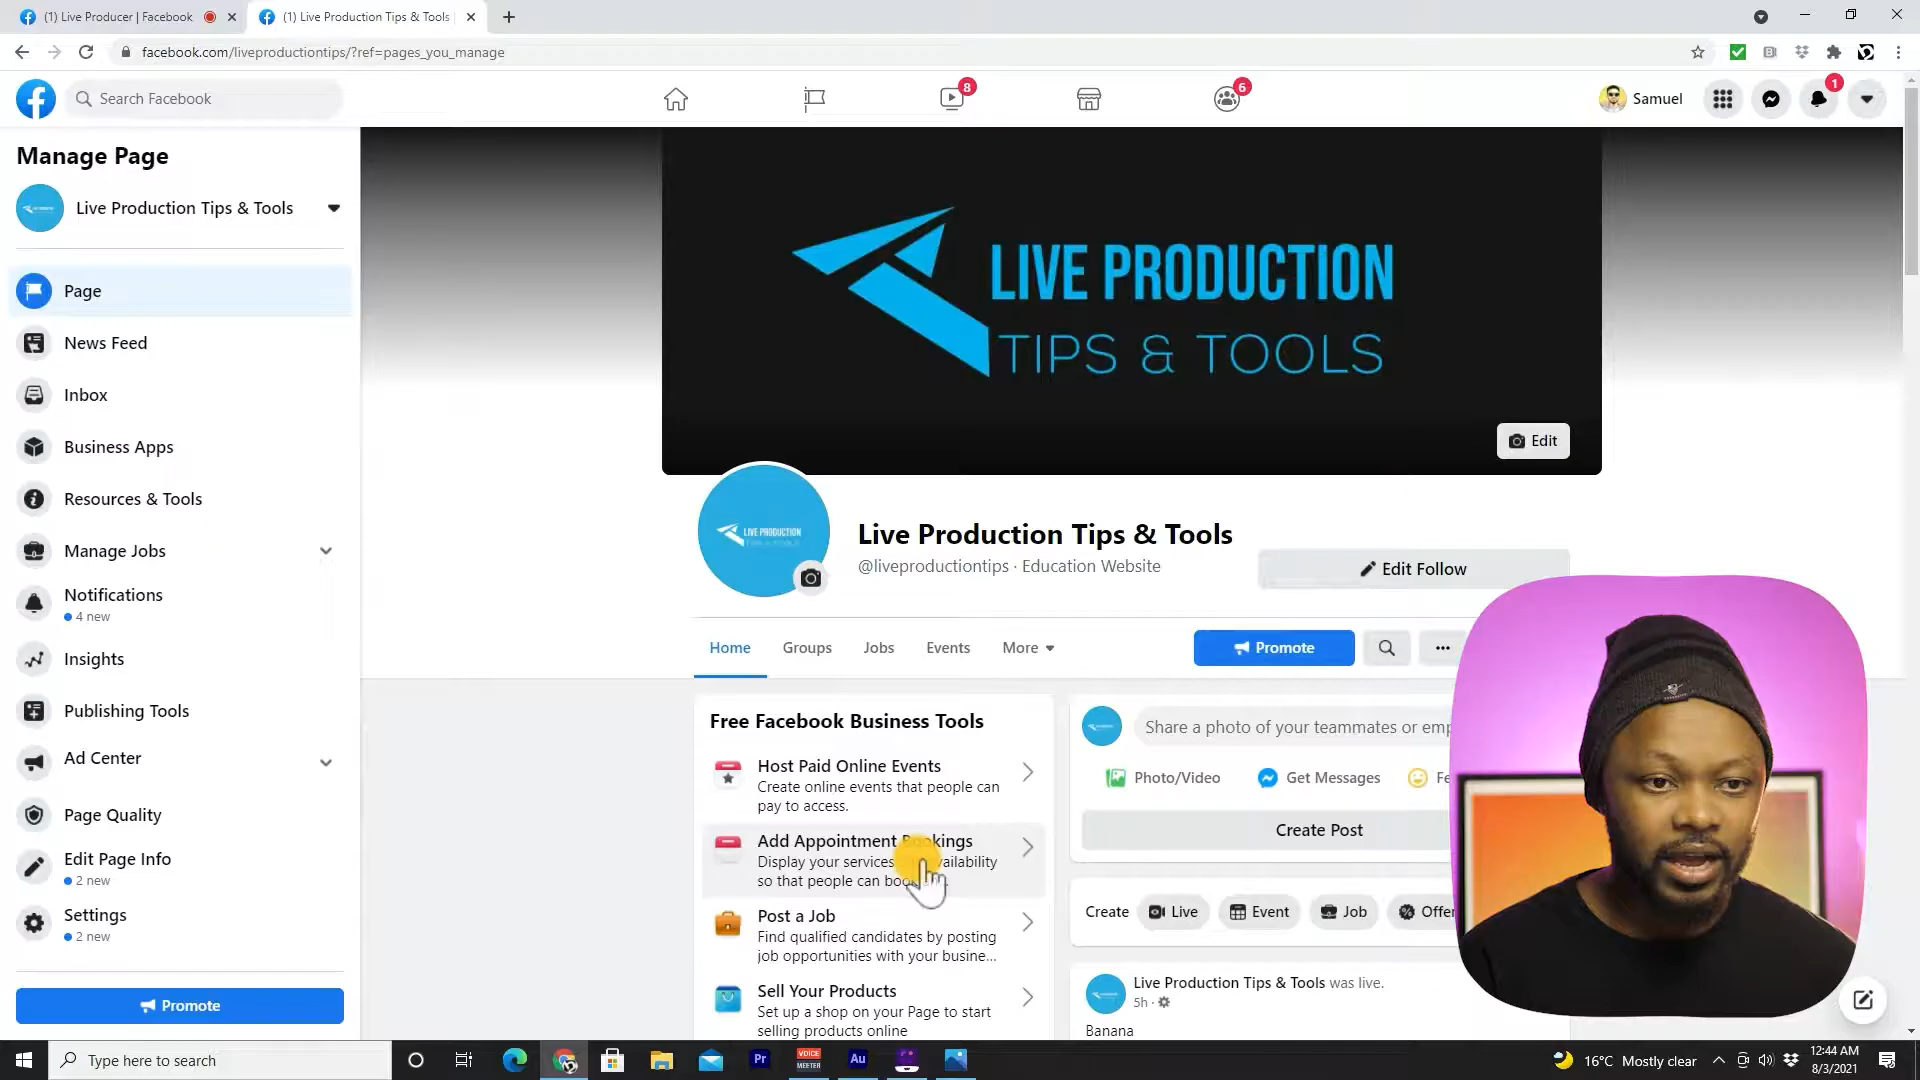 (1) Live Producer | Facebook
(1) Live Production Tips & Tools |
facebook.com/liveproductiontips/?ref=pages_you_manage
Search Facebook
8
6
Samuel
1
Manage Page
Live Production Tips & Tools
Page
News Feed
Inbox
Business Apps
Resources & Tools
Manage Jobs
Notifications
4 new
Insights
Publishing Tools
Ad Center
Page Quality
Edit Page Info
2 new
Settings
2 new
Promote
LIVE PRODUCTION
TIPS & TOOLS
Edit
LIVE PRODUCTION
Live Production Tips & Tools
@liveproductiontips · Education Website
Edit Follow
Home
Groups
Jobs
Events
More
Promote
Free Facebook Business Tools
Host Paid Online Events
Create online events that people can
pay to access.
Add Appointment Bookings
Display your services availability
so that people can
Post a Job
Find qualified candidates by posting
job opportunities with your busine...
Sell Your Products
Set up a shop on your Page to start
selling products online
Share a photo of your teammates or
Photo/Video
Get Messages
Create Post
Create
Live
Event
Job
Offer
Live Production Tips & Tools was live.
5h
Banana
Type here to search
Pr
VOICE
MEETER
Au
16°C Mostly clear
12:44 AM
8/3/2021